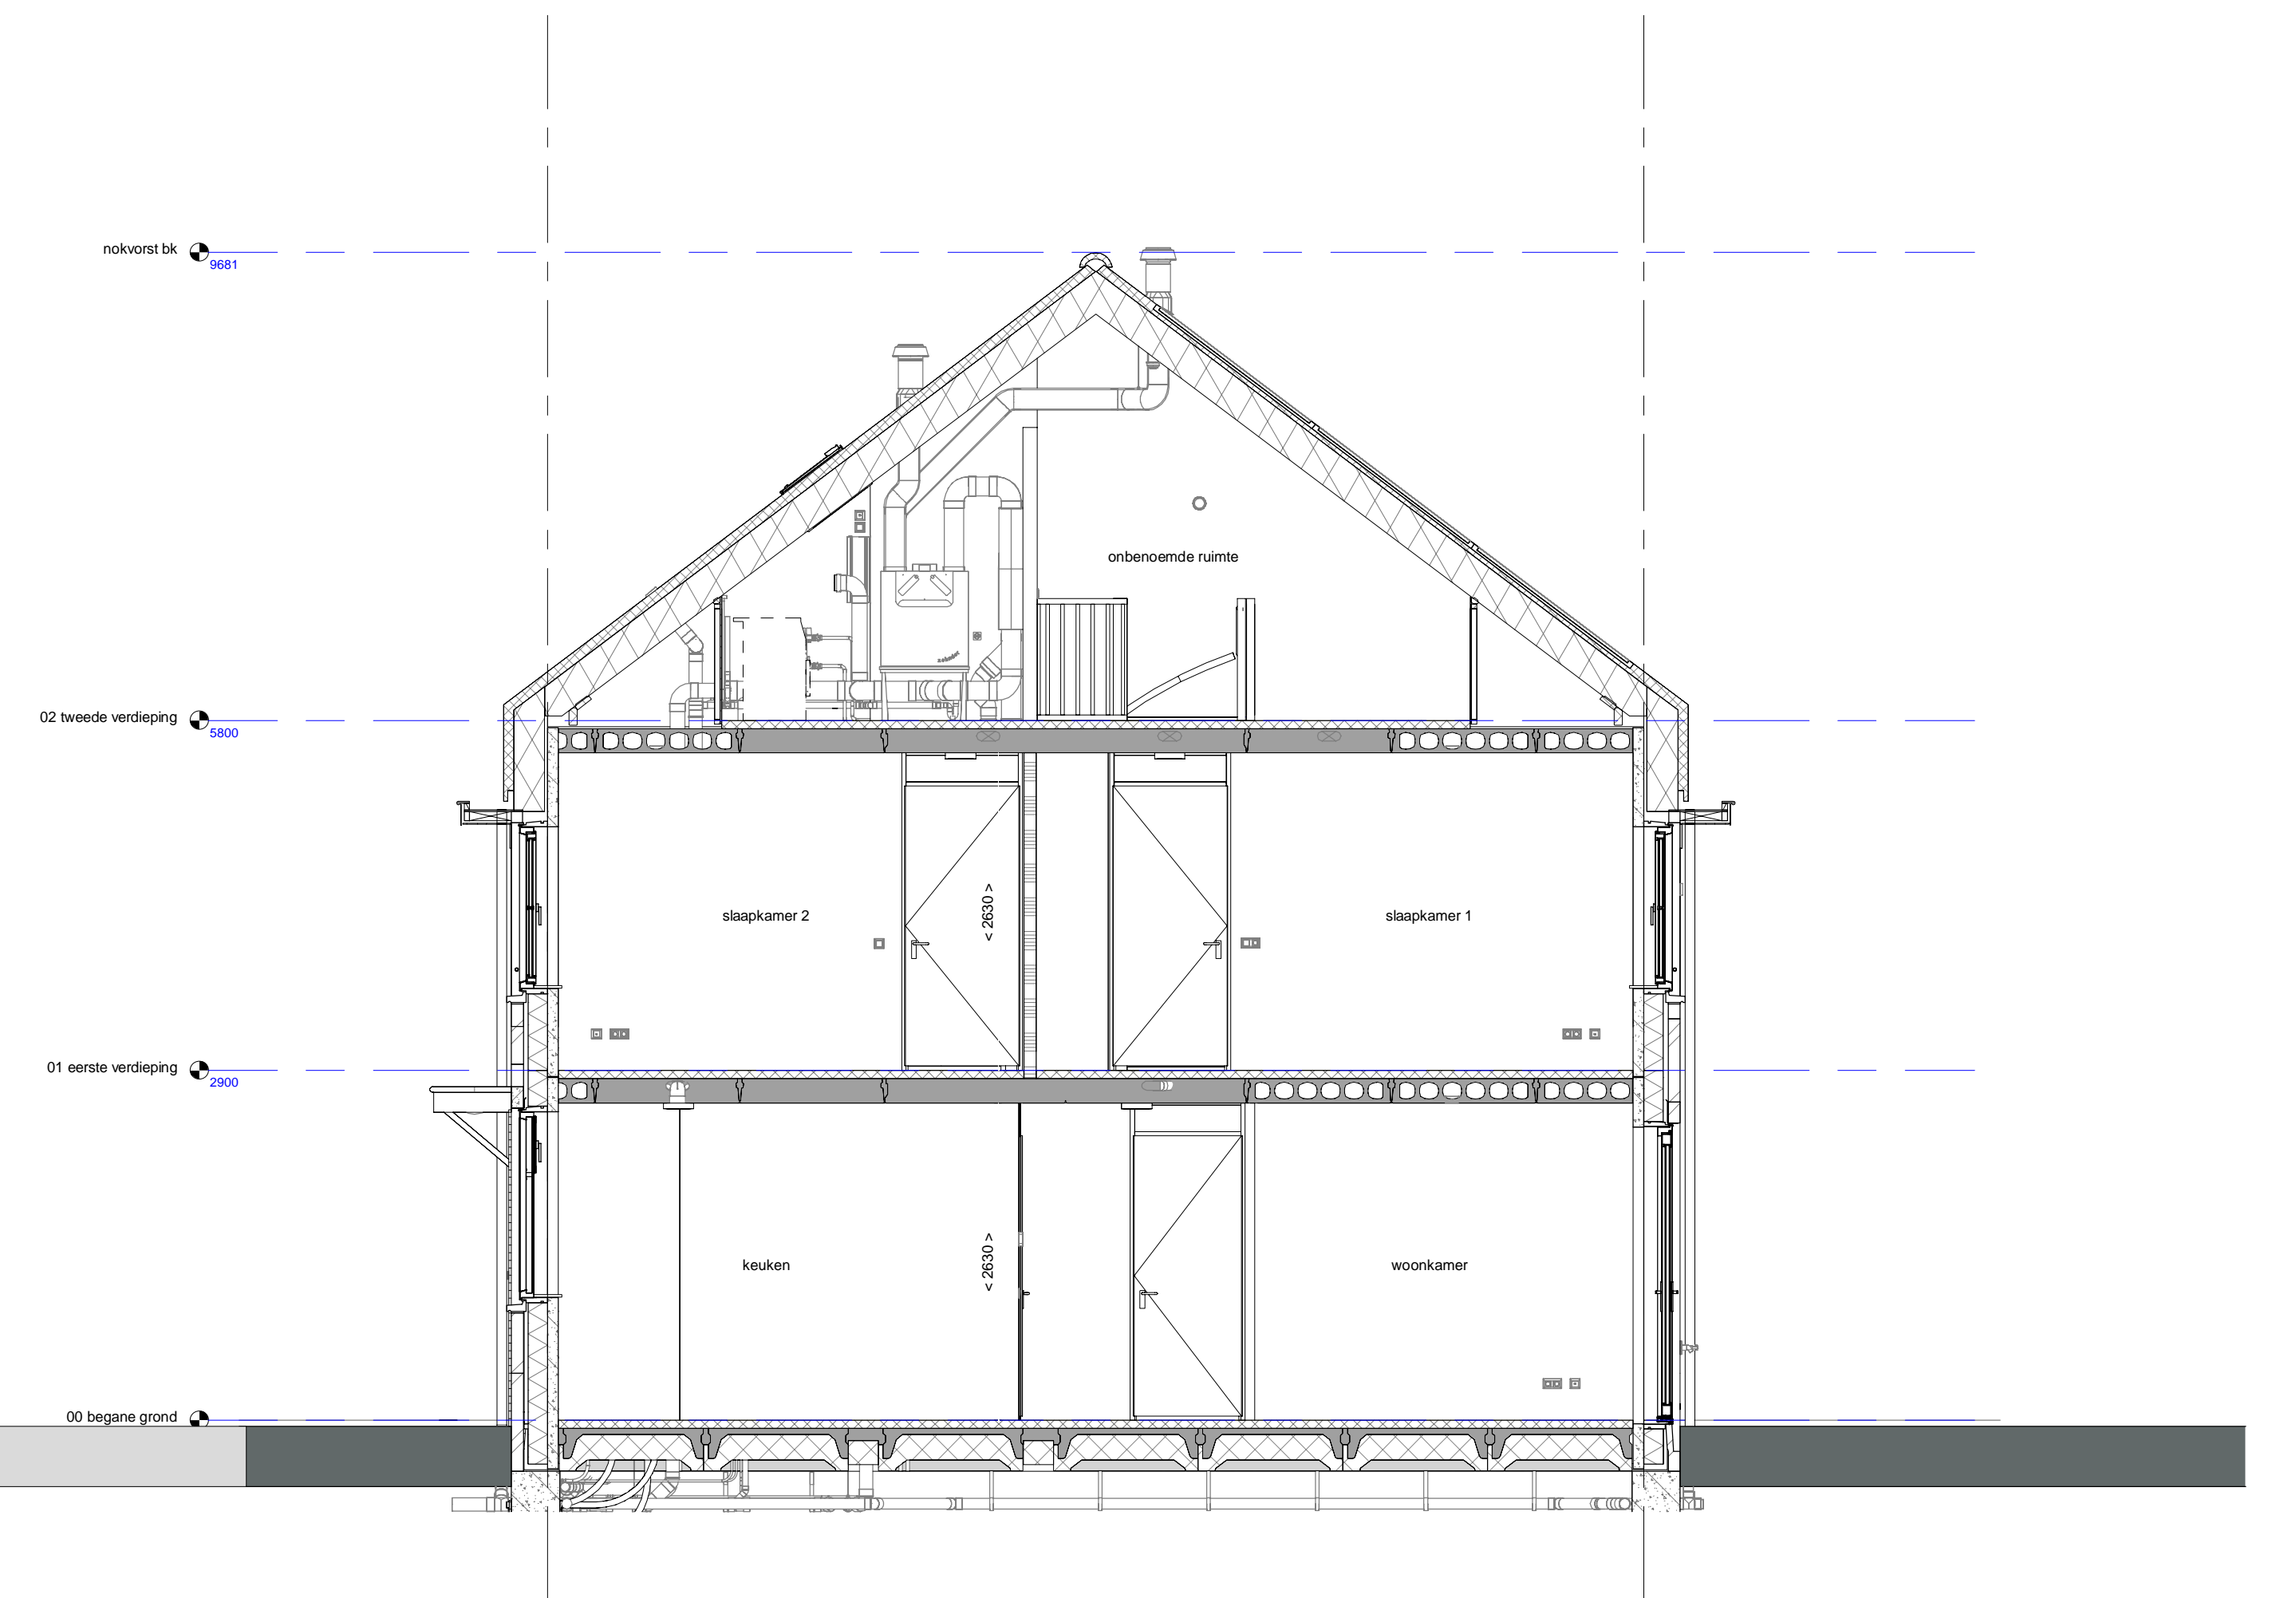 nokvorst bk
9681
onbenoemde ruimte
zehnder
02 tweede verdieping
5800
slaapkamer 2
< 2630 >
slaapkamer 1
01 eerste verdieping
2900
keuken
< 2630 >
woonkamer
00 begane grond